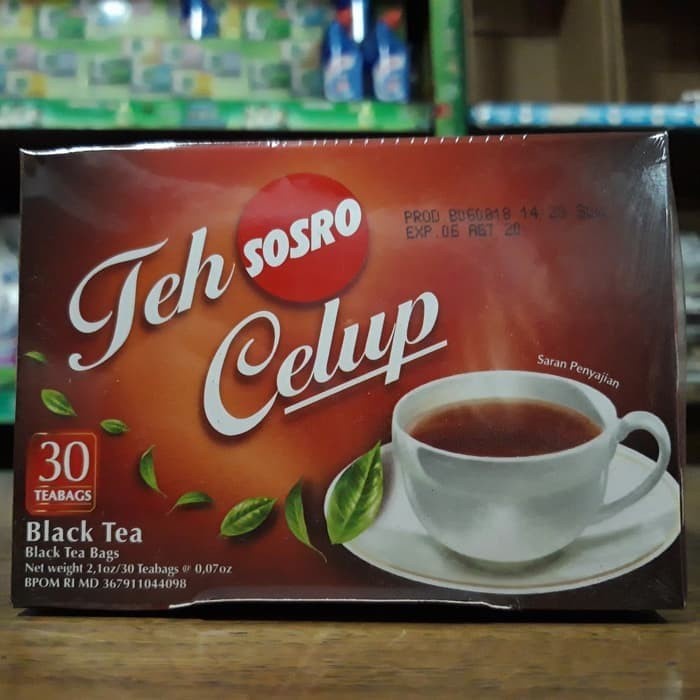 Teh SOSRO
Celup
PROD B060818 14
EXP.06 AGT 20
Saran Penyajian
30
TEABAGS
Black Tea
Black Tea Bags
Net weight 2,1oz/30 Teabags @ 0,07oz
BPOM RI MD 367911044098